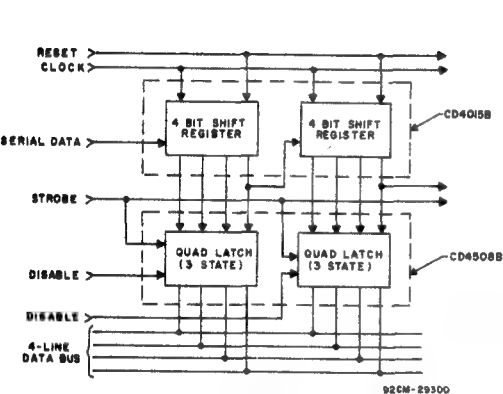 RESET
CLOCK
4 BIT SHIFT
REGISTER
4 BIT SHIFT
REGISTER
CD4015B
SERIAL DATA
STROBE
QUAD LATCH
(3 STATE)
QUAD LATCH
(3 STATE)
CD4508B
DISABLE
DISABLE
4-LINE
DATA BUS
92CM-29300